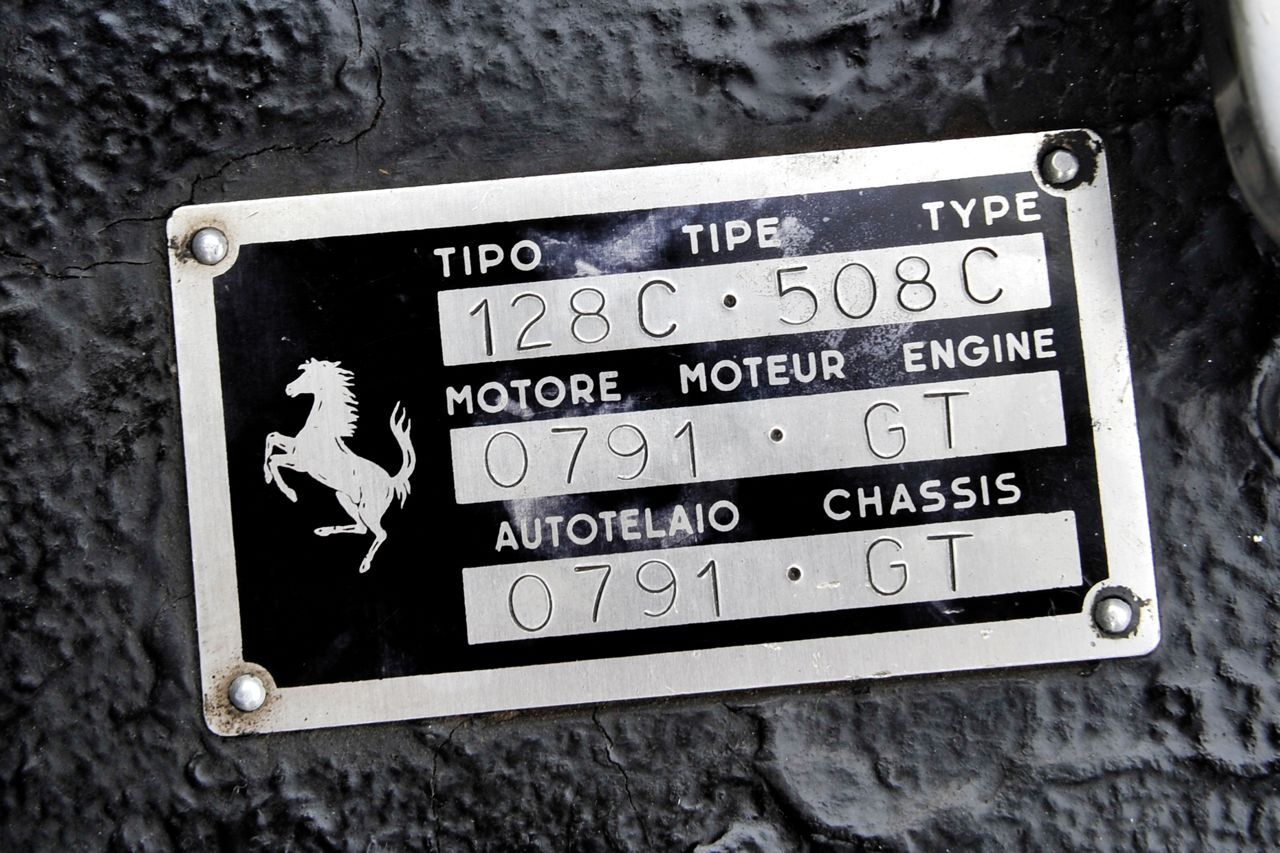 TIPO TIPE TYPE
128C · 508C
MOTORE MOTEUR ENGINE
0791 · GT
AUTOTELAIO CHASSIS
0791 · GT